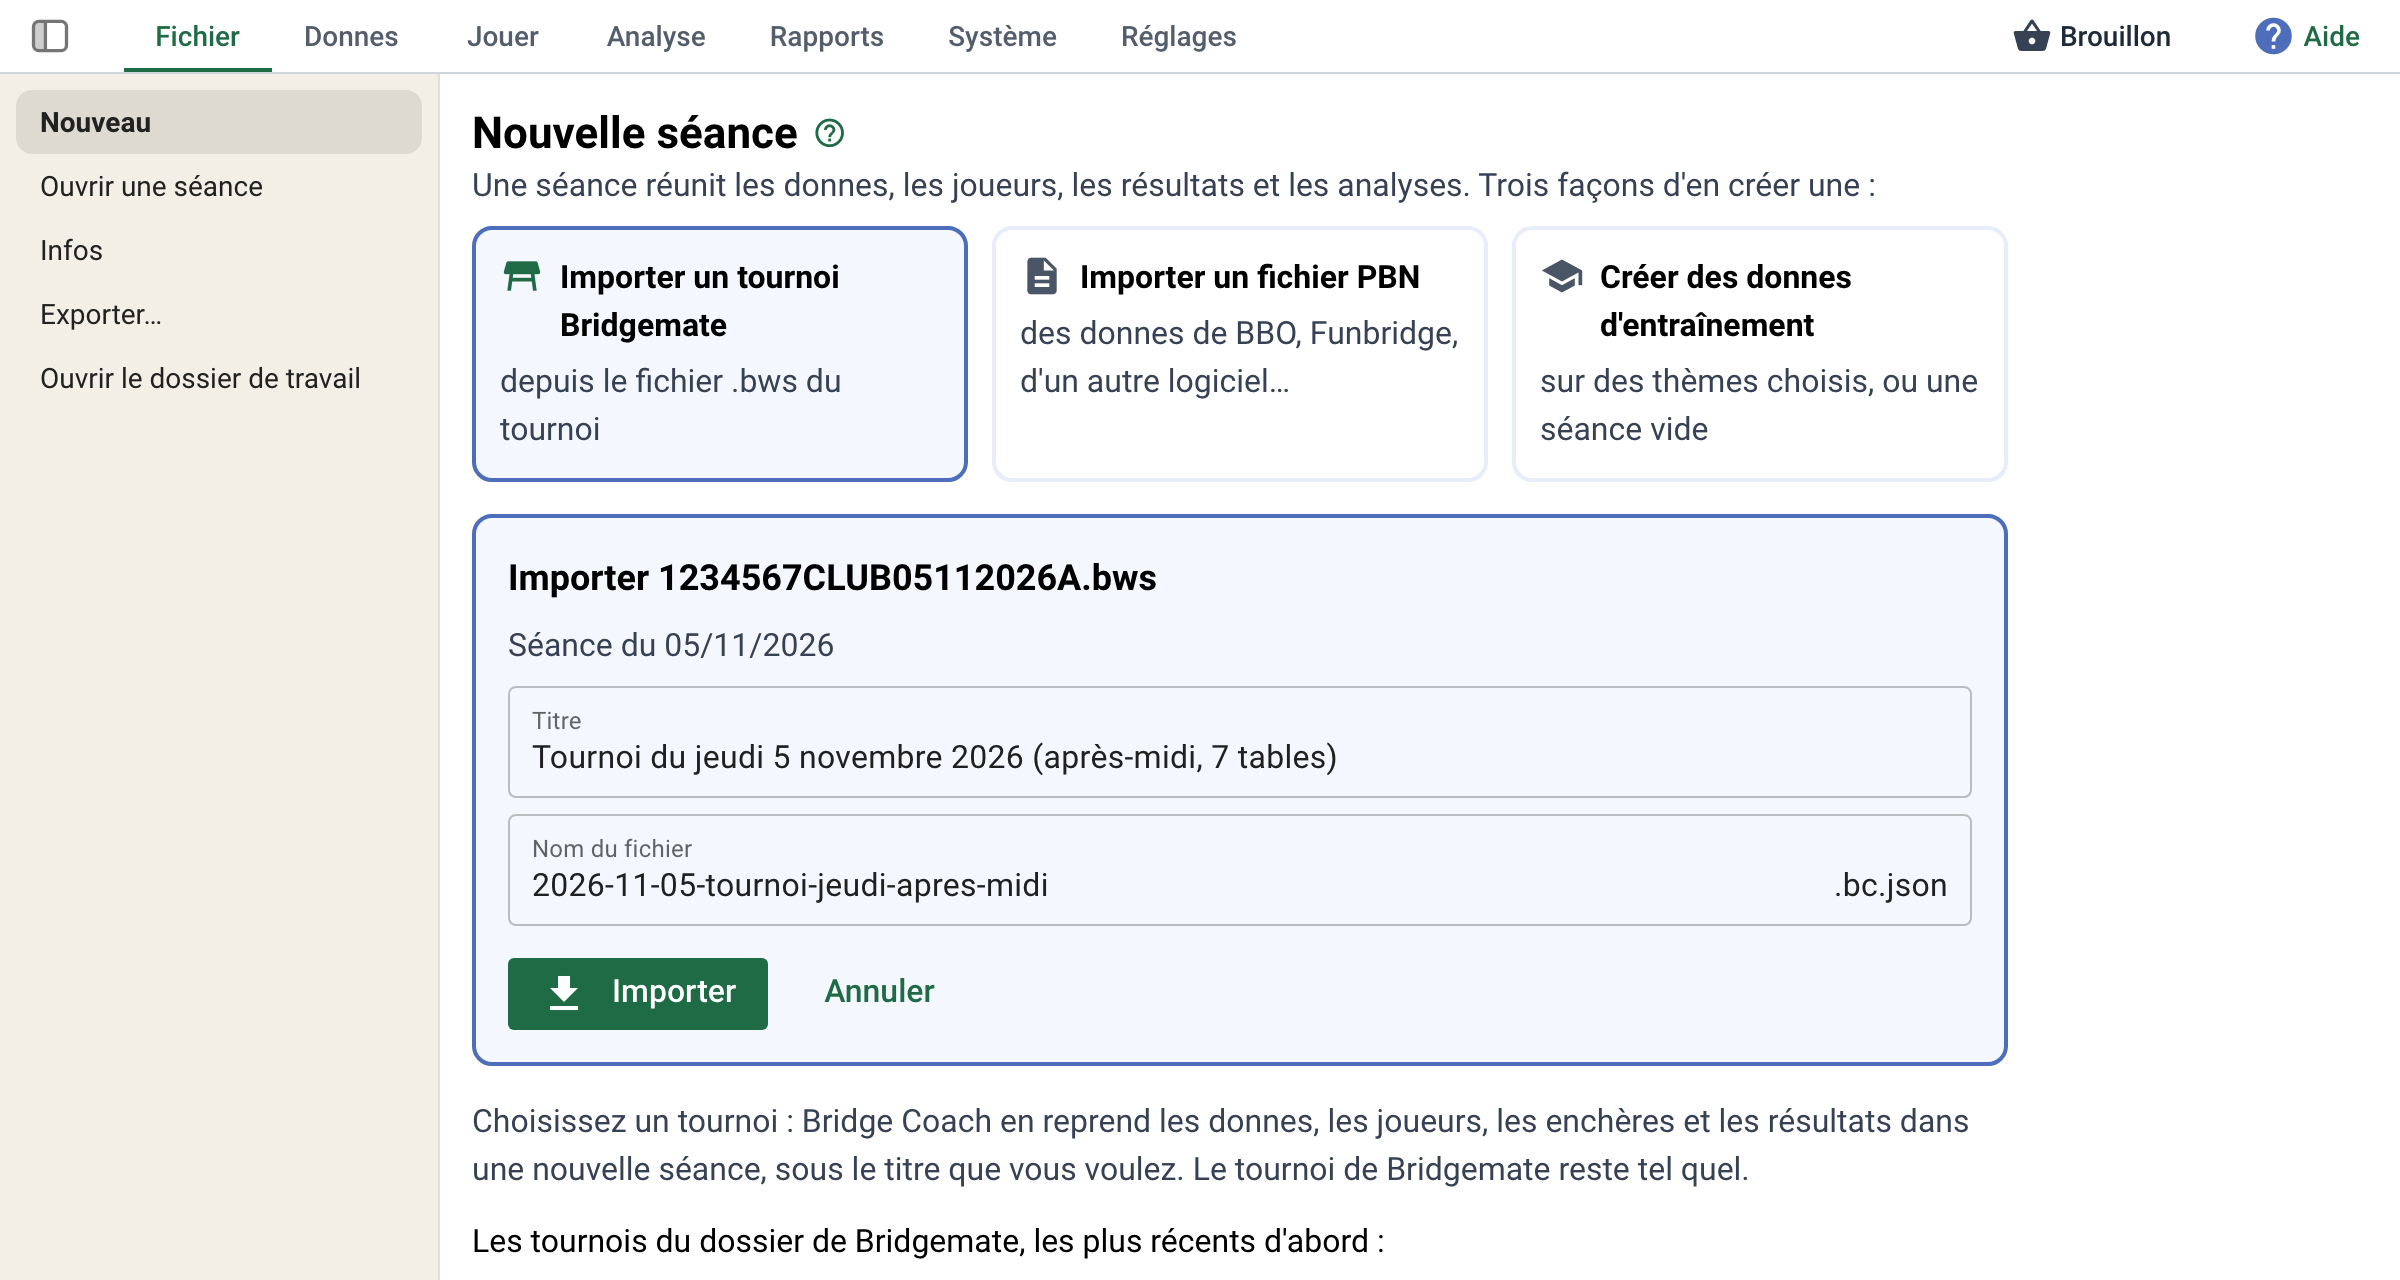 Fichier
Donnes
Jouer
Analyse
Rapports
Système
Réglages
Brouillon
? Aide
Nouveau
Ouvrir une séance
Infos
Exporter...
Ouvrir le dossier de travail
Nouvelle séance ?
Une séance réunit les donnes, les joueurs, les résultats et les analyses. Trois façons d'en créer une :
Importer un tournoi
Bridgemate
depuis le fichier .bws du
tournoi
Importer un fichier PBN
des donnes de BBO, Funbridge,
d'un autre logiciel...
Créer des donnes
d'entraînement
sur des thèmes choisis, ou une
séance vide
Importer 1234567CLUB05112026A.bws
Séance du 05/11/2026
Titre
Tournoi du jeudi 5 novembre 2026 (après-midi, 7 tables)
Nom du fichier
2026-11-05-tournoi-jeudi-apres-midi .bc.json
Importer
Annuler
Choisissez un tournoi : Bridge Coach en reprend les donnes, les joueurs, les enchères et les résultats dans
une nouvelle séance, sous le titre que vous voulez. Le tournoi de Bridgemate reste tel quel.
Les tournois du dossier de Bridgemate, les plus récents d'abord :